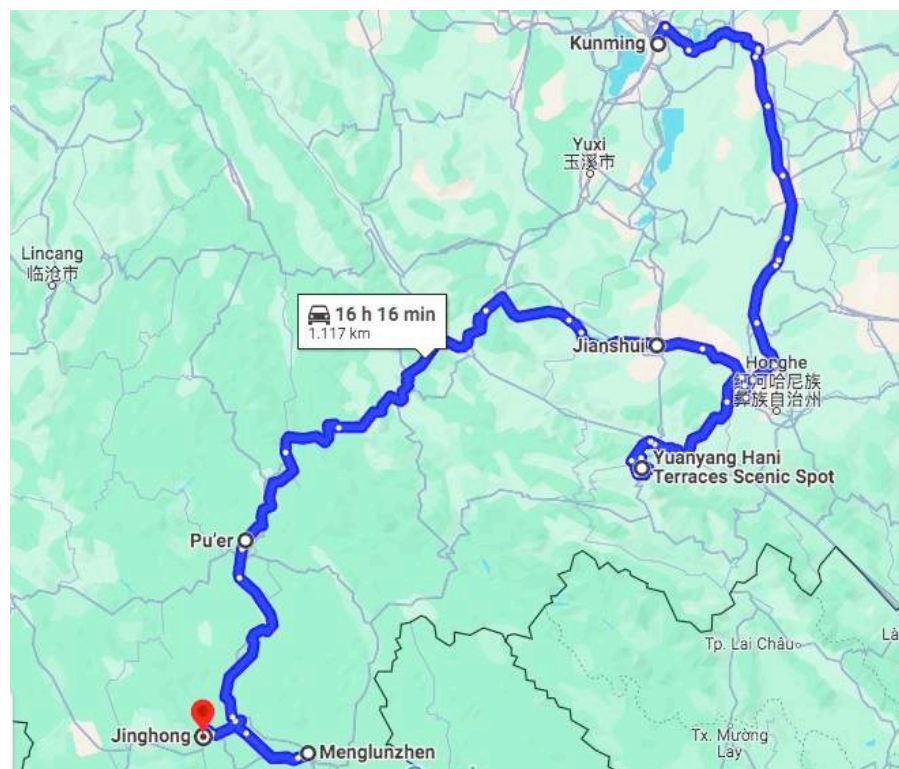 Kunming
Yuxi
玉溪市
Lincang
临沧市
16 h 16 min
1.117 km
Jianshui
Honghe
红河哈尼族
彝族自治州
Yuanyang Hani
Terraces Scenic Spot
Pu'er
Tp. Lai Châu
Là
Jinghong
Menglunzhen
Tx. Mường
Lay